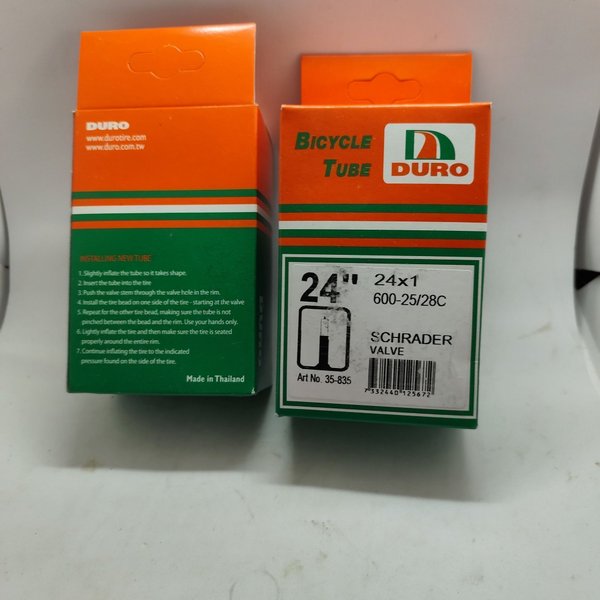 DURO
www.durotire.com
www.duro.com.tw
INSTALLING NEW TUBE
1. Slightly inflate the tube so it takes shape.
2. Insert the tube into the tire
3. Push the valve stem through the valve hole in the rim.
4. Install the tire bead on one side of the tire - starting at the valve
5. Repeat for the other tire bead, making sure the tube is not
pinched between the bead and the rim. Use your hands only.
6. Lightly inflate the tire and then make sure the tire is seated
properly around the entire rim.
7. Continue inflating the tire to the indicated
pressure found on the side of the tire.
Made in Thailand
BICYCLE
TUBE
DURO
24"
24x1
600-25/28C
SCHRADER
VALVE
Art No. 35-835
7 332440 125672